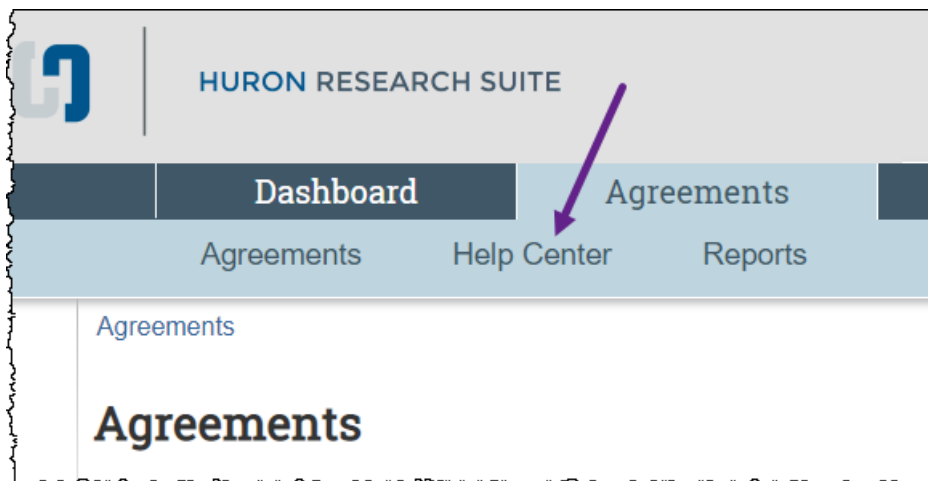 HURON RESEARCH SUITE
Dashboard Agreements
Agreements Help Center Reports
Agreements
Agreements